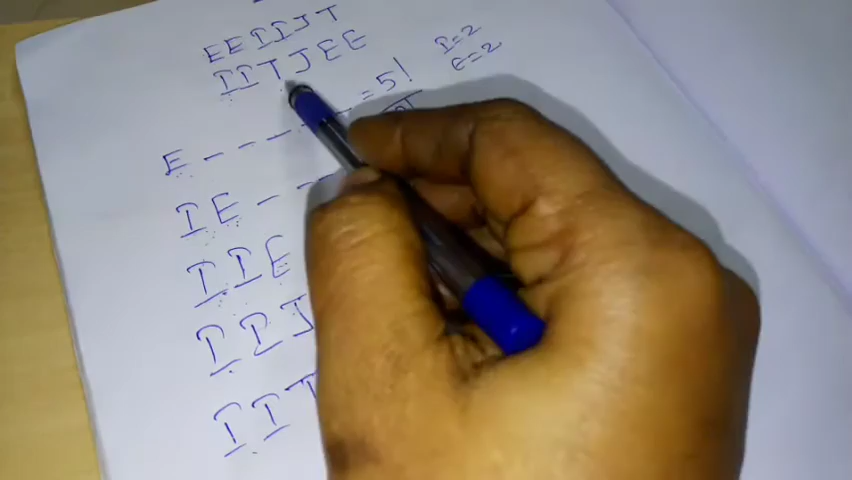 EEIIJT
IITJEE
I=2
E=2
E _ _ _ _ _ = 5!
IE _ _
IIE
IIJ
IIT